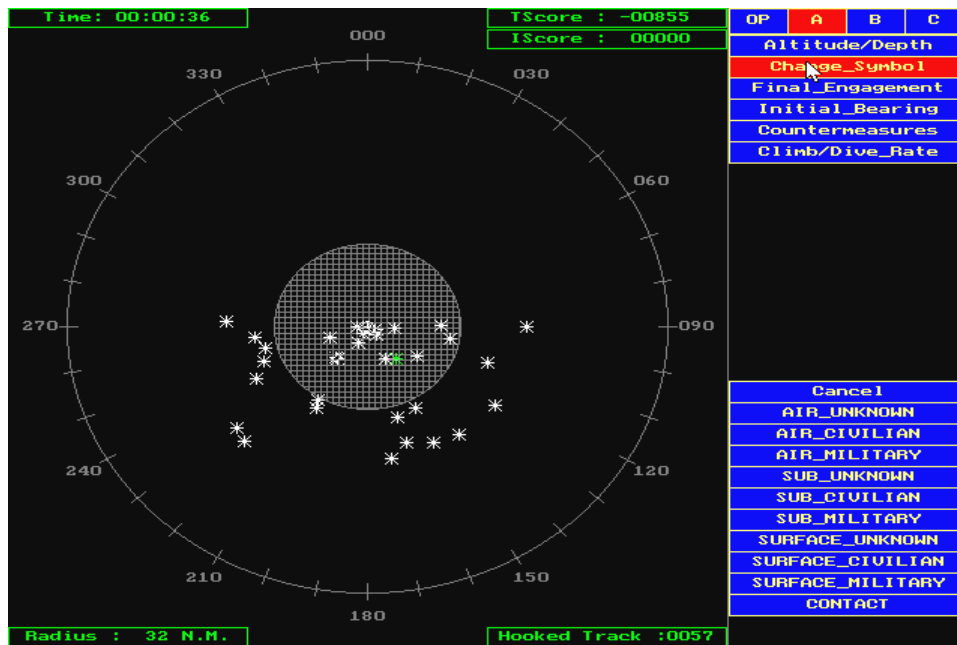 Time: 00:00:36
TScore : -00855
IScore : 00000
OP A B C
Altitude/Depth
Change_Symbol
Final_Engagement
Initial_Bearing
Countermeasures
Climb/Dive_Rate
000
330
030
300
060
270
090
240
120
210
150
180
Cancel
AIR_UNKNOWN
AIR_CIVILIAN
AIR_MILITARY
SUB_UNKNOWN
SUB_CIVILIAN
SUB_MILITARY
SURFACE_UNKNOWN
SURFACE_CIVILIAN
SURFACE_MILITARY
CONTACT
Radius : 32 N.M.
Hooked Track :0057